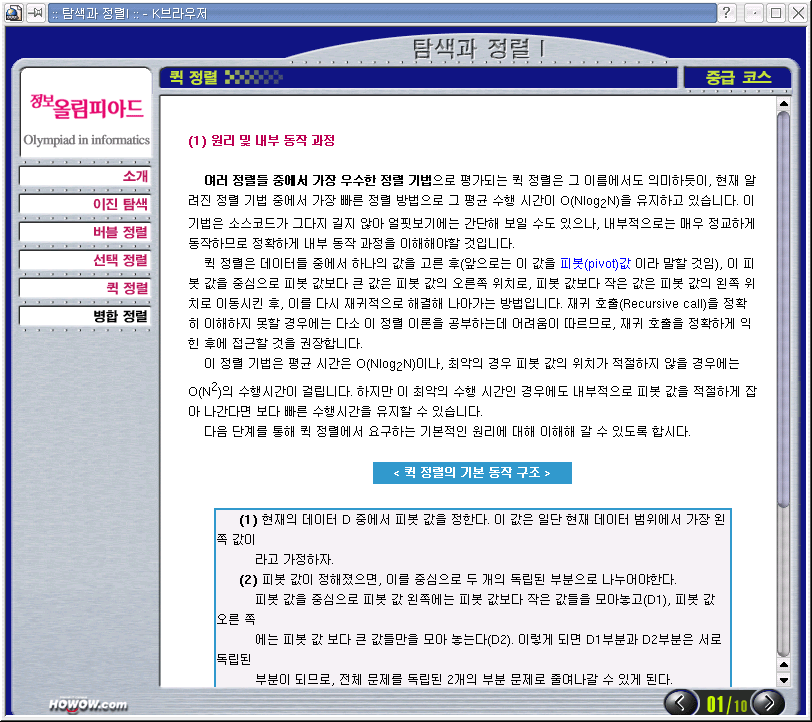 :: 탐색과 정렬I :: - K브라우저
탐색과 정렬 I
정보올림피아드
Olympiad in informatics
소개
이진 탐색
버블 정렬
선택 정렬
퀵 정렬
병합 정렬
퀵 정렬
중급 코스
(1) 원리 및 내부 동작 과정
여러 정렬들 중에서 가장 우수한 정렬 기법으로 평가되는 퀵 정렬은 그 이름에서도 의미하듯이, 현재 알
려진 정렬 기법 중에서 가장 빠른 정렬 방법으로 그 평균 수행 시간이 O(Nlog2N)을 유지하고 있습니다. 이
기법은 소스코드가 그다지 길지 않아 얼핏보기에는 간단해 보일 수도 있으나, 내부적으로는 매우 정교하게
동작하므로 정확하게 내부 동작 과정을 이해해야할 것입니다.
퀵 정렬은 데이터들 중에서 하나의 값을 고른 후(앞으로는 이 값을 피봇(pivot)값 이라 말할 것임), 이 피
봇 값을 중심으로 피봇 값보다 큰 값은 피봇 값의 오른쪽 위치로, 피봇 값보다 작은 값은 피봇 값의 왼쪽 위
치로 이동시킨 후, 이를 다시 재귀적으로 해결해 나아가는 방법입니다. 재귀 호출(Recursive call)을 정확
히 이해하지 못할 경우에는 다소 이 정렬 이론을 공부하는데 어려움이 따르므로, 재귀 호출을 정확하게 익
힌 후에 접근할 것을 권장합니다.
이 정렬 기법은 평균 시간은 O(Nlog2N)이나, 최악의 경우 피봇 값의 위치가 적절하지 않을 경우에는
O(N2)의 수행시간이 걸립니다. 하지만 이 최악의 수행 시간인 경우에도 내부적으로 피봇 값을 적절하게 잡
아 나간다면 보다 빠른 수행시간을 유지할 수 있습니다.
다음 단계를 통해 퀵 정렬에서 요구하는 기본적인 원리에 대해 이해해 갈 수 있도록 합시다.
< 퀵 정렬의 기본 동작 구조 >
(1) 현재의 데이터 D 중에서 피봇 값을 정한다. 이 값은 일단 현재 데이터 범위에서 가장 왼
쪽 값이
라고 가정하자.
(2) 피봇 값이 정해졌으면, 이를 중심으로 두 개의 독립된 부분으로 나누어야한다.
피봇 값을 중심으로 피봇 값 왼쪽에는 피봇 값보다 작은 값들을 모아놓고(D1), 피봇 값
오른 쪽
에는 피봇 값 보다 큰 값들만을 모아 놓는다(D2). 이렇게 되면 D1부분과 D2부분은 서로
독립된
부분이 되므로, 전체 문제를 독립된 2개의 부분 문제로 줄여나갈 수 있게 된다.
HOWOW.com
01/10